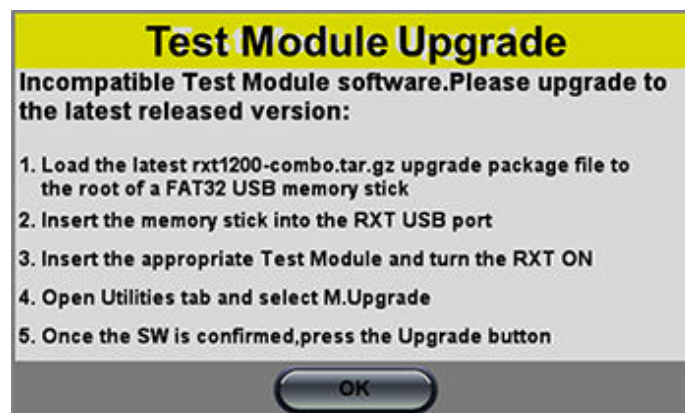 Test Module Upgrade
Incompatible Test Module software.Please upgrade to
the latest released version:
1. Load the latest rxt1200-combo.tar.gz upgrade package file to
the root of a FAT32 USB memory stick
2. Insert the memory stick into the RXT USB port
3. Insert the appropriate Test Module and turn the RXT ON
4. Open Utilities tab and select M.Upgrade
5. Once the SW is confirmed,press the Upgrade button
OK